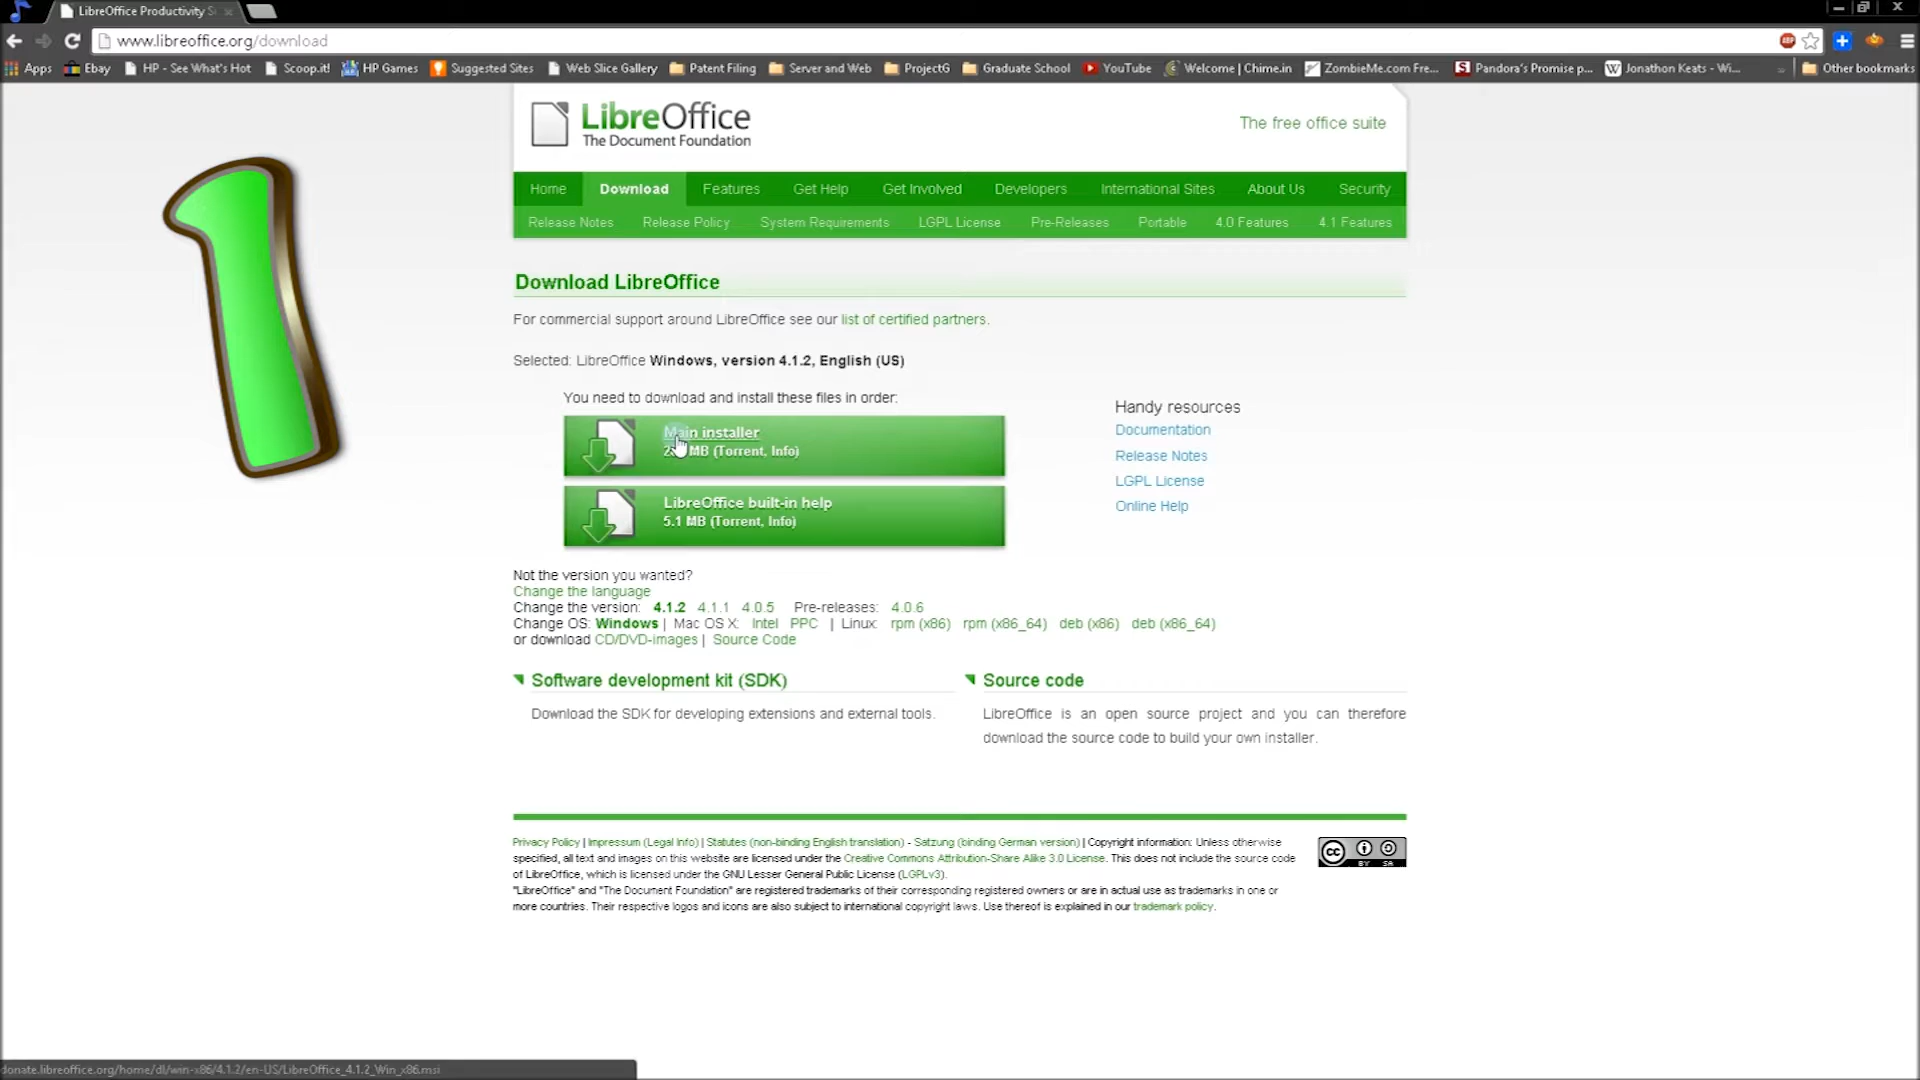 LibreOffice Productivity S
www.libreoffice.org/download
ABP
Apps Ebay HP - See What's Hot Scoop.it! HP Games Suggested Sites Web Slice Gallery Patent Filing Server and Web ProjectG Graduate School YouTube Welcome | Chime.in ZombieMe.com Fre... Pandora's Promise p... Jonathon Keats - Wi... » Other bookmarks
LibreOffice
The Document Foundation
The free office suite
Home Download Features Get Help Get Involved Developers International Sites About Us Security
Release Notes Release Policy System Requirements LGPL License Pre-Releases Portable 4.0 Features 4.1 Features
1
Download LibreOffice
For commercial support around LibreOffice see our list of certified partners.
Selected: LibreOffice Windows, version 4.1.2, English (US)
You need to download and install these files in order:
Main installer
MB (Torrent, Info)
LibreOffice built-in help
5.1 MB (Torrent, Info)
Handy resources
Documentation
Release Notes
LGPL License
Online Help
Not the version you wanted?
Change the language
Change the version: 4.1.2 4.1.1 4.0.5 Pre-releases: 4.0.6
Change OS: Windows | Mac OS X: Intel PPC | Linux: rpm (x86) rpm (x86_64) deb (x86) deb (x86_64)
or download CD/DVD-images | Source Code
Software development kit (SDK)
Download the SDK for developing extensions and external tools.
Source code
LibreOffice is an open source project and you can therefore
download the source code to build your own installer.
Privacy Policy | Impressum (Legal Info) | Statutes (non-binding English translation) - Satzung (binding German version) | Copyright information: Unless otherwise
specified, all text and images on this website are licensed under the Creative Commons Attribution-Share Alike 3.0 License. This does not include the source code
of LibreOffice, which is licensed under the GNU Lesser General Public License (LGPLv3).
"LibreOffice" and "The Document Foundation" are registered trademarks of their corresponding registered owners or are in actual use as trademarks in one or
more countries. Their respective logos and icons are also subject to international copyright laws. Use thereof is explained in our trademark policy.
cc BY SA
donate.libreoffice.org/home/dl/win-x86/4.1.2/en-US/LibreOffice_4.1.2_Win_x86.msi